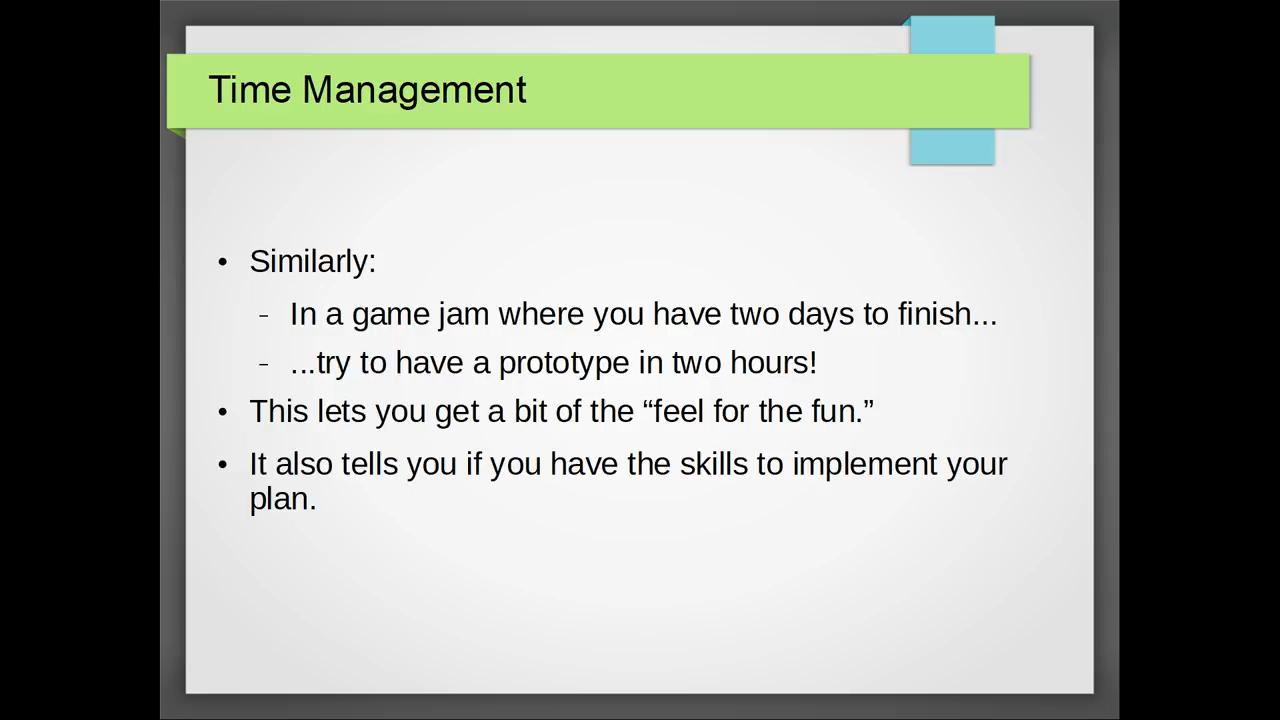 Time Management
• Similarly:
– In a game jam where you have two days to finish...
– ...try to have a prototype in two hours!
• This lets you get a bit of the “feel for the fun.”
• It also tells you if you have the skills to implement your
plan.